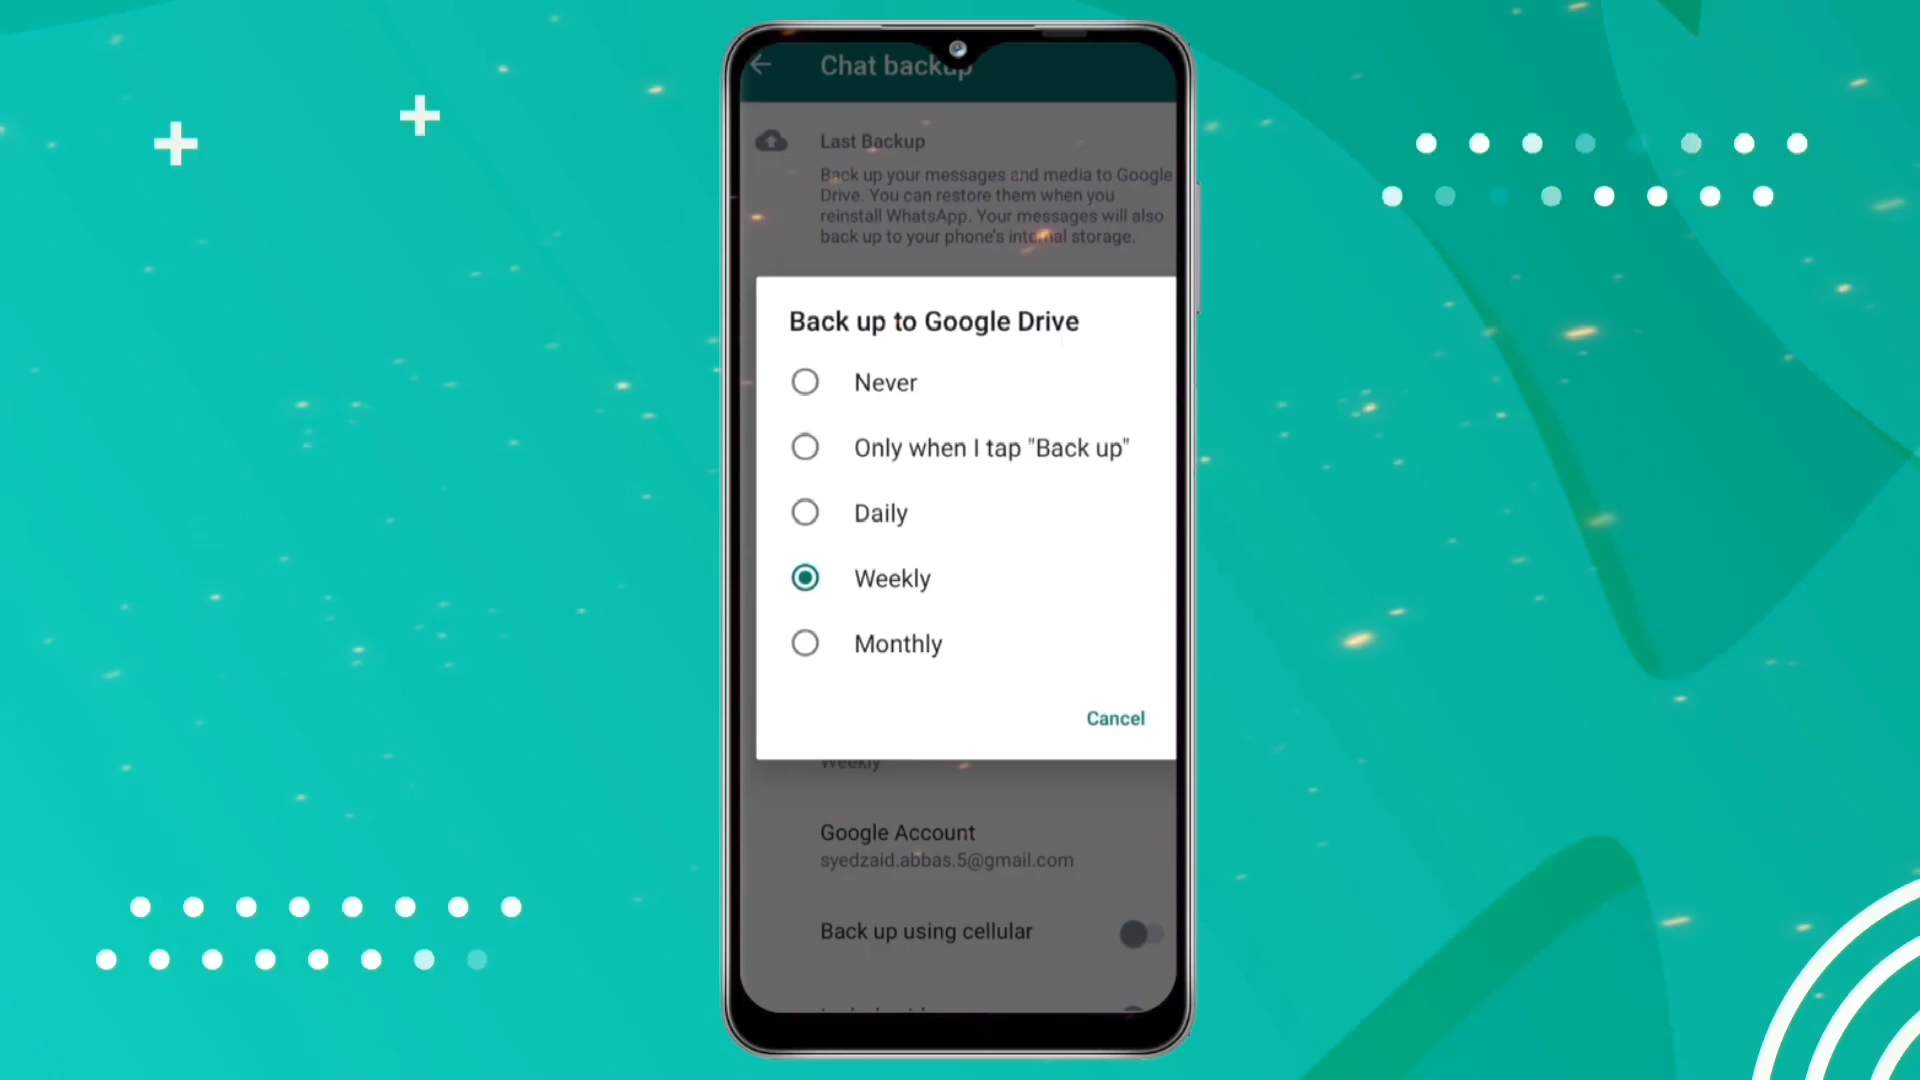 Chat backup
Last Backup
Back up your messages and media to Google
Drive. You can restore them when you
reinstall WhatsApp. Your messages will also
back up to your phone's internal storage.
Back up to Google Drive
Never
Only when I tap "Back up"
Daily
Weekly
Monthly
Cancel
Weekly
Google Account
syedzaid.abbas.5@gmail.com
Back up using cellular